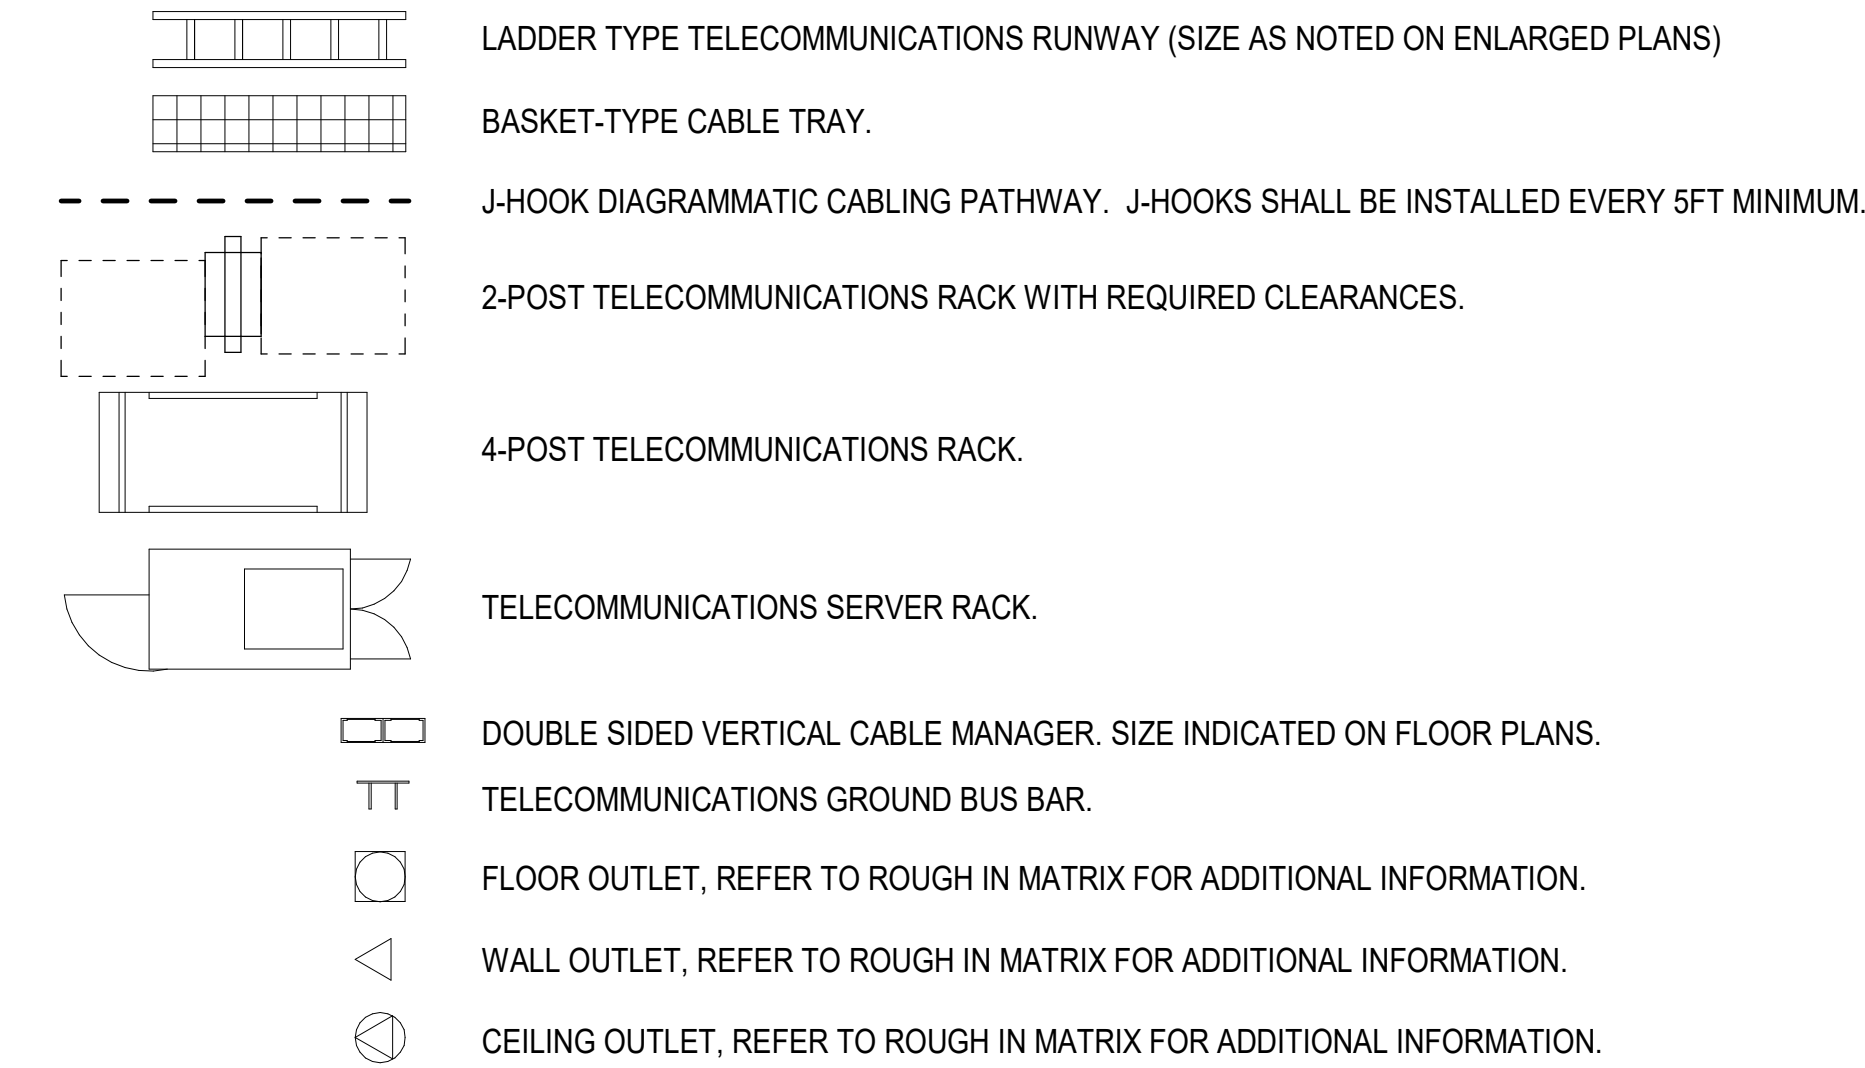 LADDER TYPE TELECOMMUNICATIONS RUNWAY (SIZE AS NOTED ON ENLARGED PLANS)
BASKET-TYPE CABLE TRAY.
J-HOOK DIAGRAMMATIC CABLING PATHWAY.  J-HOOKS SHALL BE INSTALLED EVERY 5FT MINIMUM.
2-POST TELECOMMUNICATIONS RACK WITH REQUIRED CLEARANCES.
4-POST TELECOMMUNICATIONS RACK.
TELECOMMUNICATIONS SERVER RACK.
DOUBLE SIDED VERTICAL CABLE MANAGER. SIZE INDICATED ON FLOOR PLANS.
TELECOMMUNICATIONS GROUND BUS BAR.
FLOOR OUTLET, REFER TO ROUGH IN MATRIX FOR ADDITIONAL INFORMATION.
WALL OUTLET, REFER TO ROUGH IN MATRIX FOR ADDITIONAL INFORMATION.
CEILING OUTLET, REFER TO ROUGH IN MATRIX FOR ADDITIONAL INFORMATION.